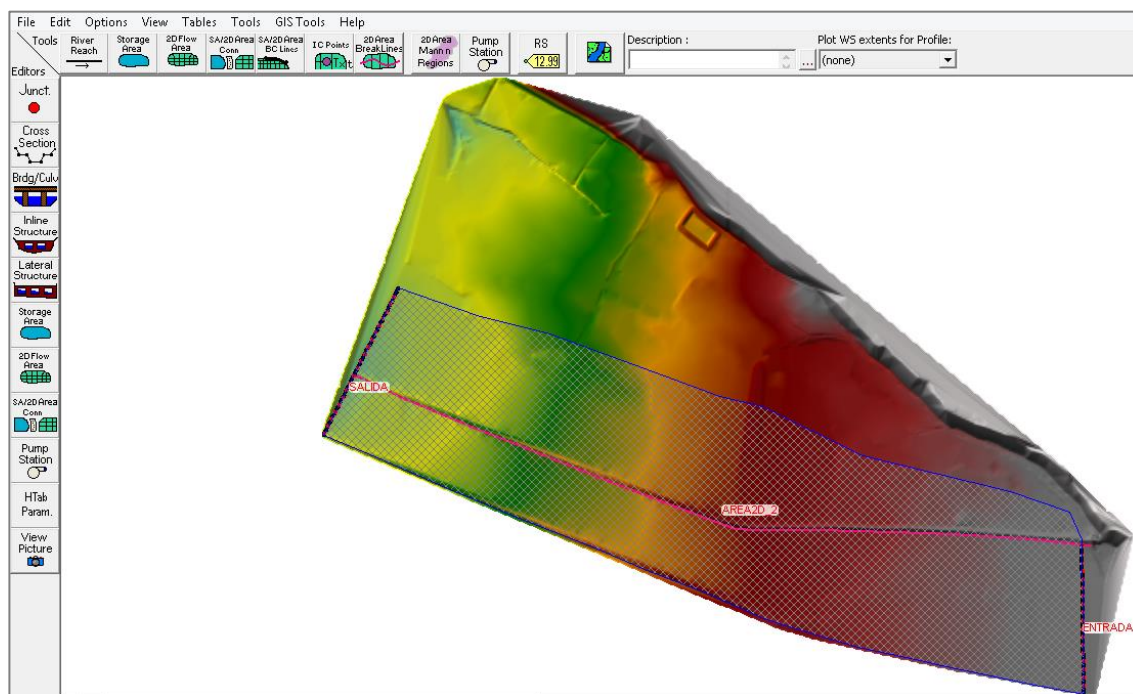 File Edit Options View Tables Tools GIS Tools Help
Tools
Editors
River
Reach
Storage
Area
2D Flow
Area
SA/2D Area
Conn
SA/2D Area
BC Lines
IC Points
2D Area
BreakLines
2D Area
Mann n
Regions
Pump
Station
RS
12.99
Description :
...
Plot WS extents for Profile:
(none)
Junct.
Cross
Section
Brdg/Culv
Inline
Structure
Lateral
Structure
Storage
Area
2D Flow
Area
SA/2D Area
Conn
Pump
Station
HTab
Param.
View
Picture
SALIDA
AREA2D_2
ENTRADA